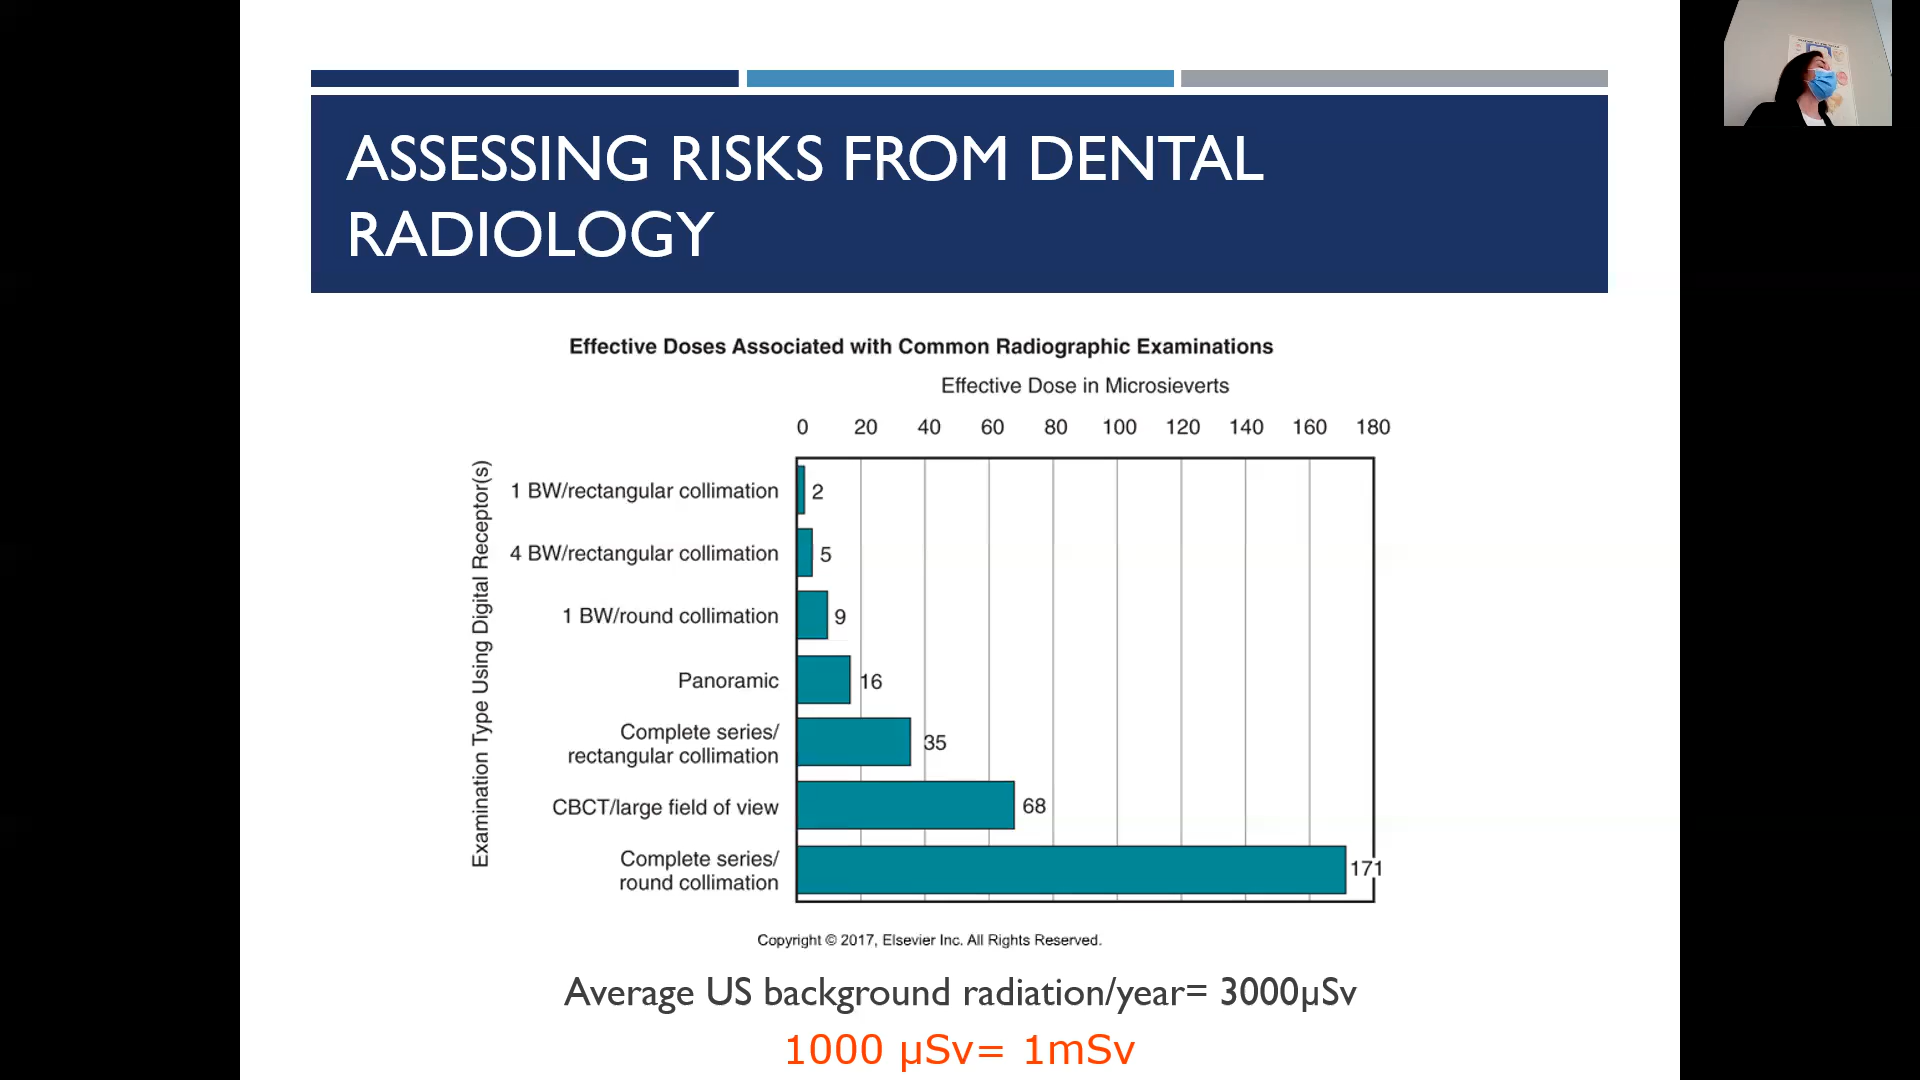 ASSESSING RISKS FROM DENTAL
RADIOLOGY
Effective Doses Associated with Common Radiographic Examinations
Effective Dose in Microsieverts
0 20 40 60 80 100 120 140 160 180
Examination Type Using Digital Receptor(s)
1 BW/rectangular collimation 2
4 BW/rectangular collimation 5
1 BW/round collimation 9
Panoramic 16
Complete series/
rectangular collimation 35
CBCT/large field of view 68
Complete series/
round collimation 171
Copyright © 2017, Elsevier Inc. All Rights Reserved.
Average US background radiation/year= 3000µSv
1000 µSv= 1mSv